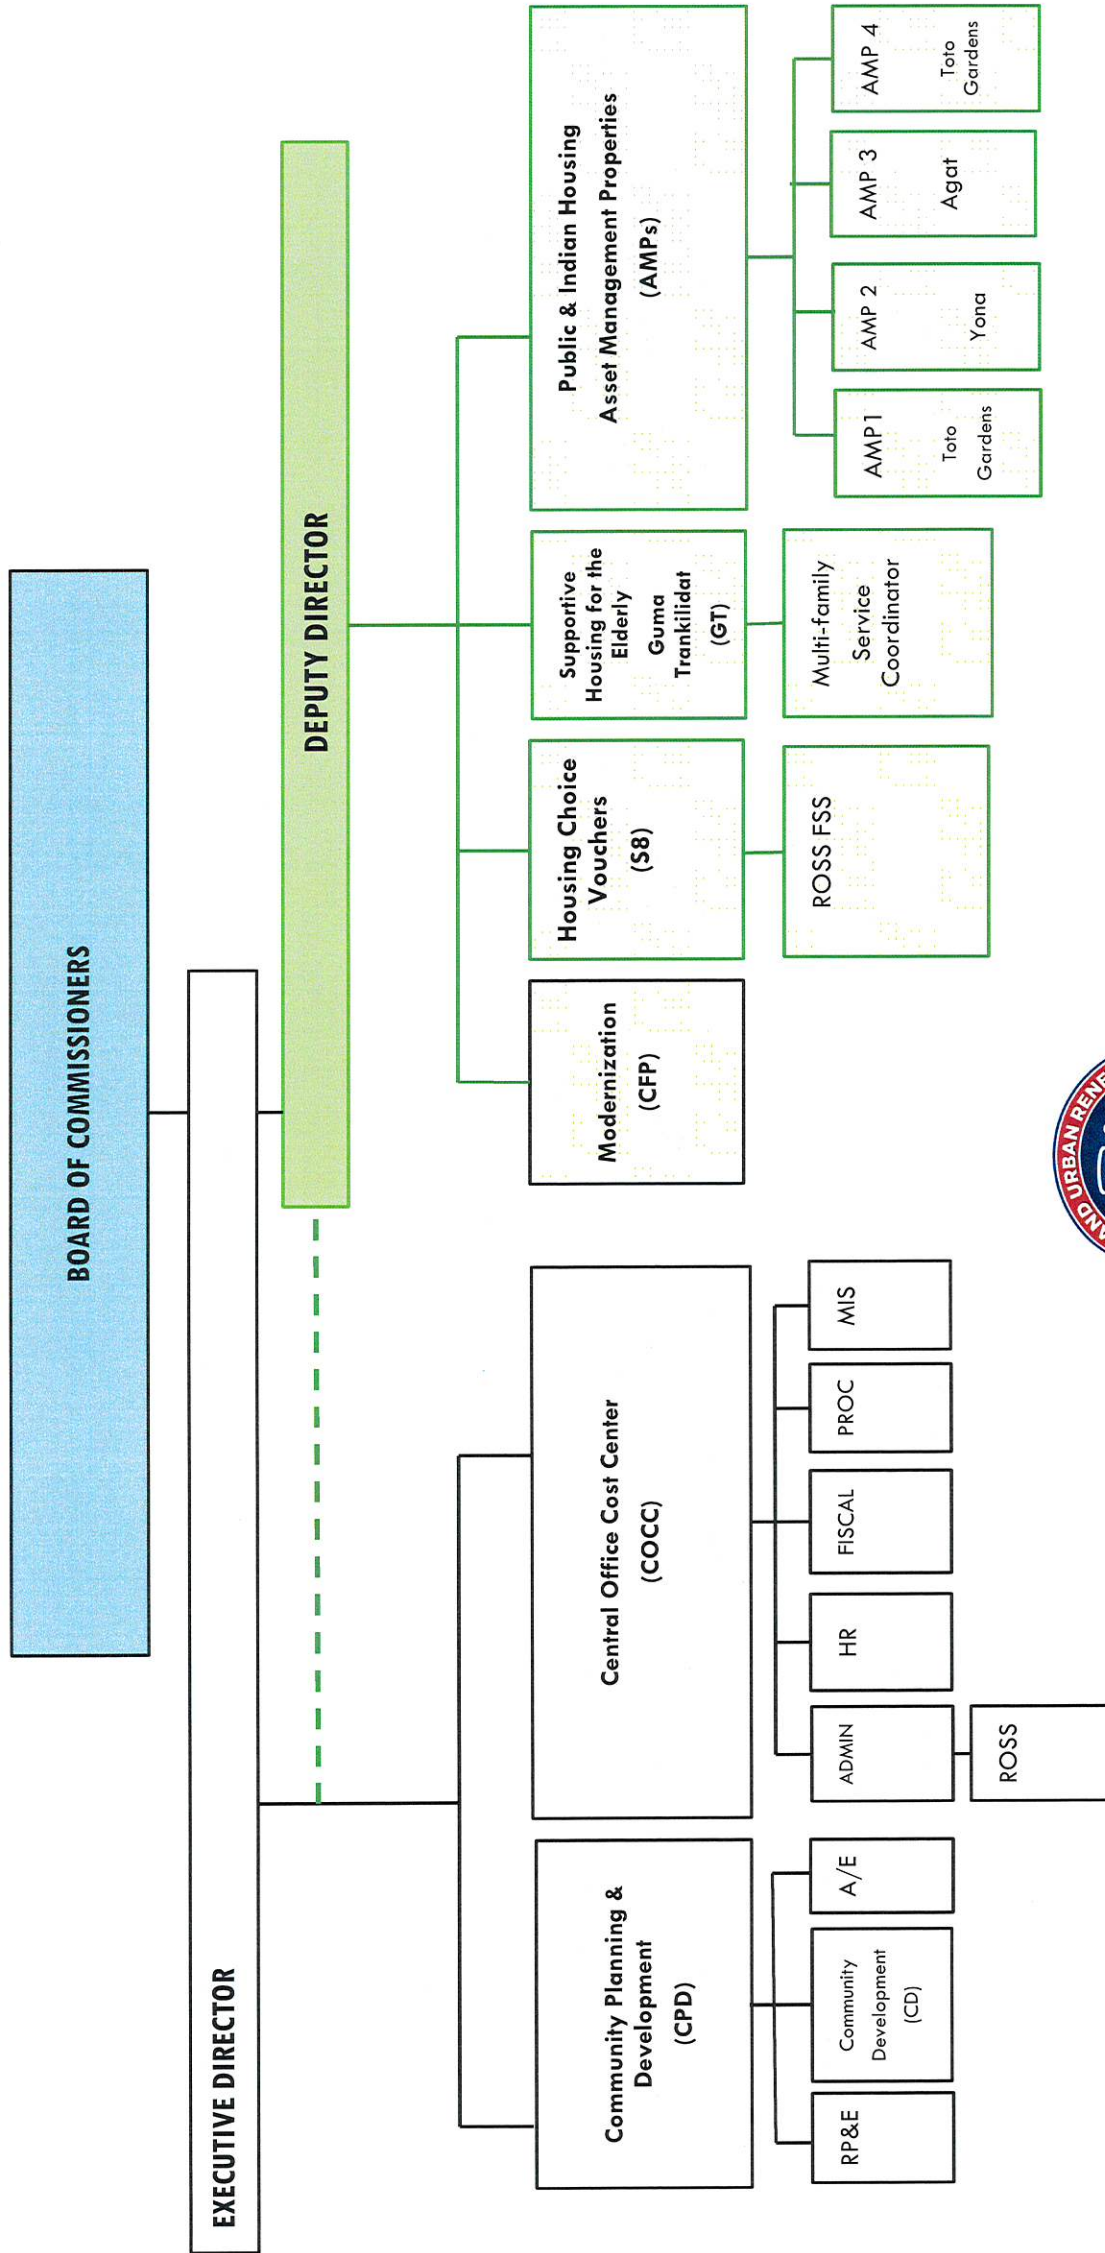 BOARD OF COMMISSIONERS
EXECUTIVE DIRECTOR
DEPUTY DIRECTOR
Community Planning &
Development
(CPD)
RP&E
Community
Development
(CD)
A/E
Central Office Cost Center
(COCC)
ADMIN
ROSS
HR
FISCAL
PROC
MIS
Modernization
(CFP)
Housing Choice
Vouchers
(S8)
ROSS FSS
Supportive
Housing for the
Elderly
Guma
Trankilidat
(GT)
Multi-family
Service
Coordinator
Public & Indian Housing
Asset Management Properties
(AMPs)
AMP1
Toto
Gardens
AMP 2
Yona
AMP 3
Agat
AMP 4
Toto
Gardens
AND URBAN